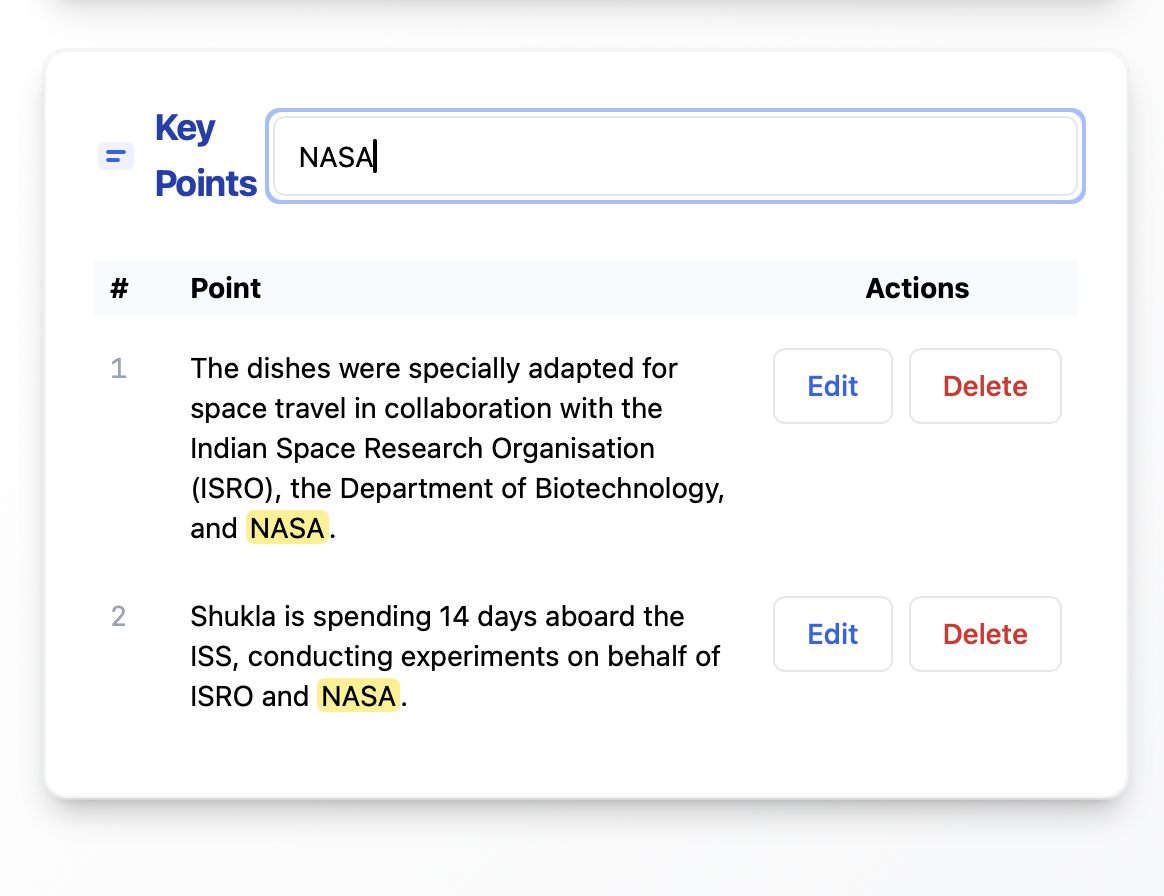 Key
Points
NASA
# Point Actions
1 The dishes were specially adapted for Edit Delete
space travel in collaboration with the
Indian Space Research Organisation
(ISRO), the Department of Biotechnology,
and NASA.
2 Shukla is spending 14 days aboard the Edit Delete
ISS, conducting experiments on behalf of
ISRO and NASA.